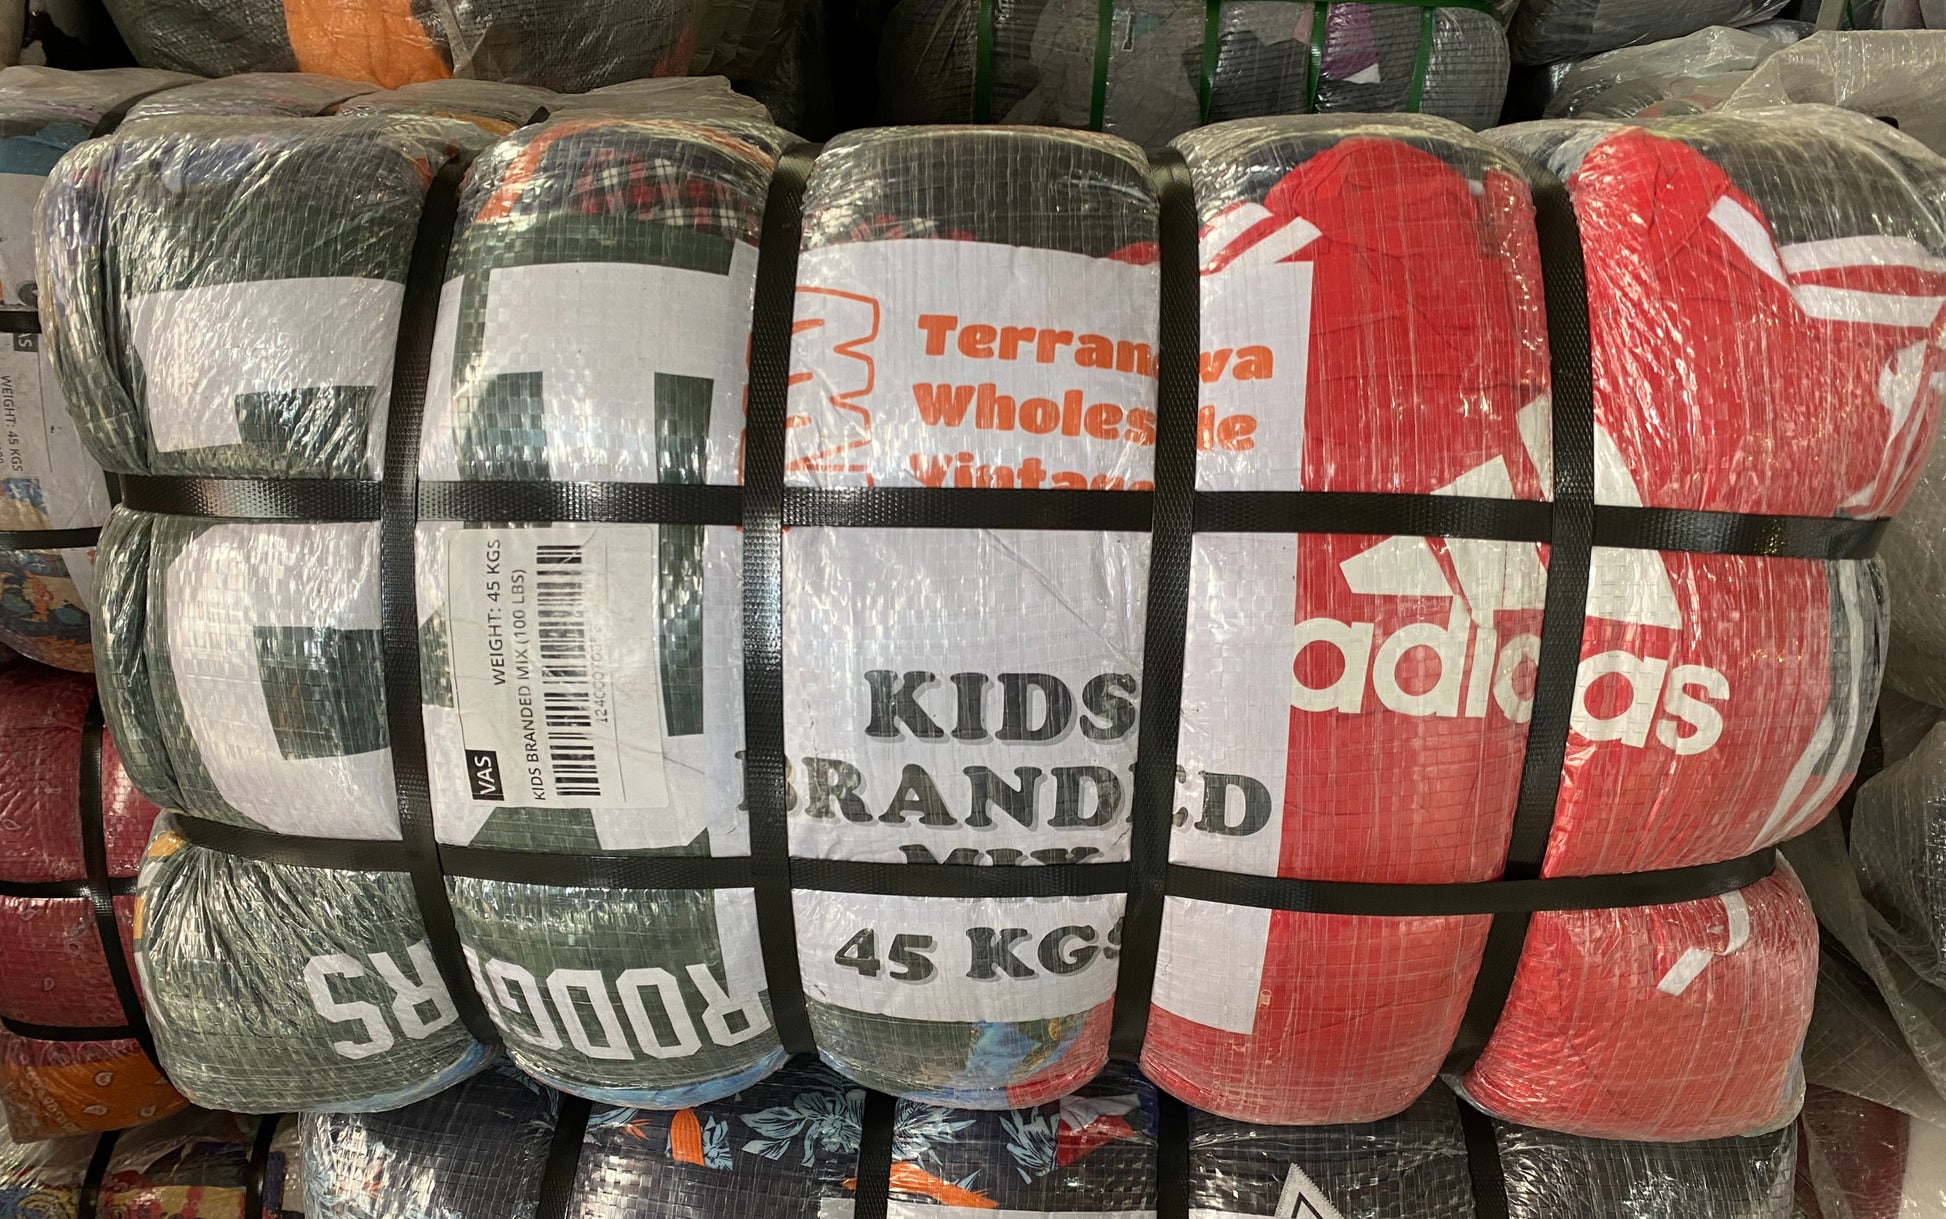 Terranova
Wholesale
Vintage
WEIGHT: 45 KGS
KIDS BRANDED MIX (100 LBS)
VAS
KIDS
BRANDED
MIX
45 KGS
adidas
RODGERS
WEIGHT: 45 KGS